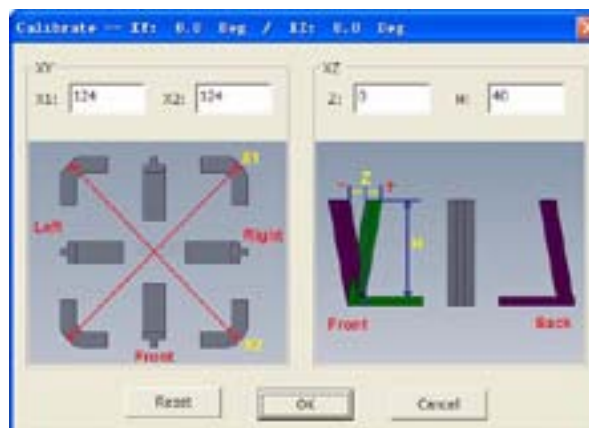 Calibrate -- XY: 0.0 Deg / XZ: 0.0 Deg
XY
X1: 124 X2: 124
X1
Left
Right
X2
Front
XZ
Z: 0 H: 40
- Z +
H
Front
Back
Reset
OK
Cancel